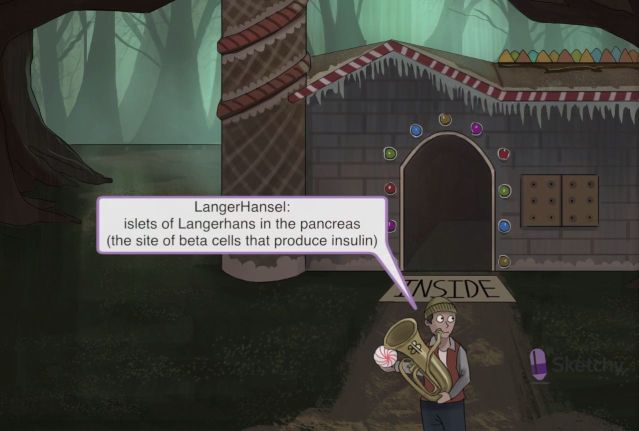 LangerHansel:
islets of Langerhans in the pancreas
(the site of beta cells that produce insulin)
INSIDE
Sketchy